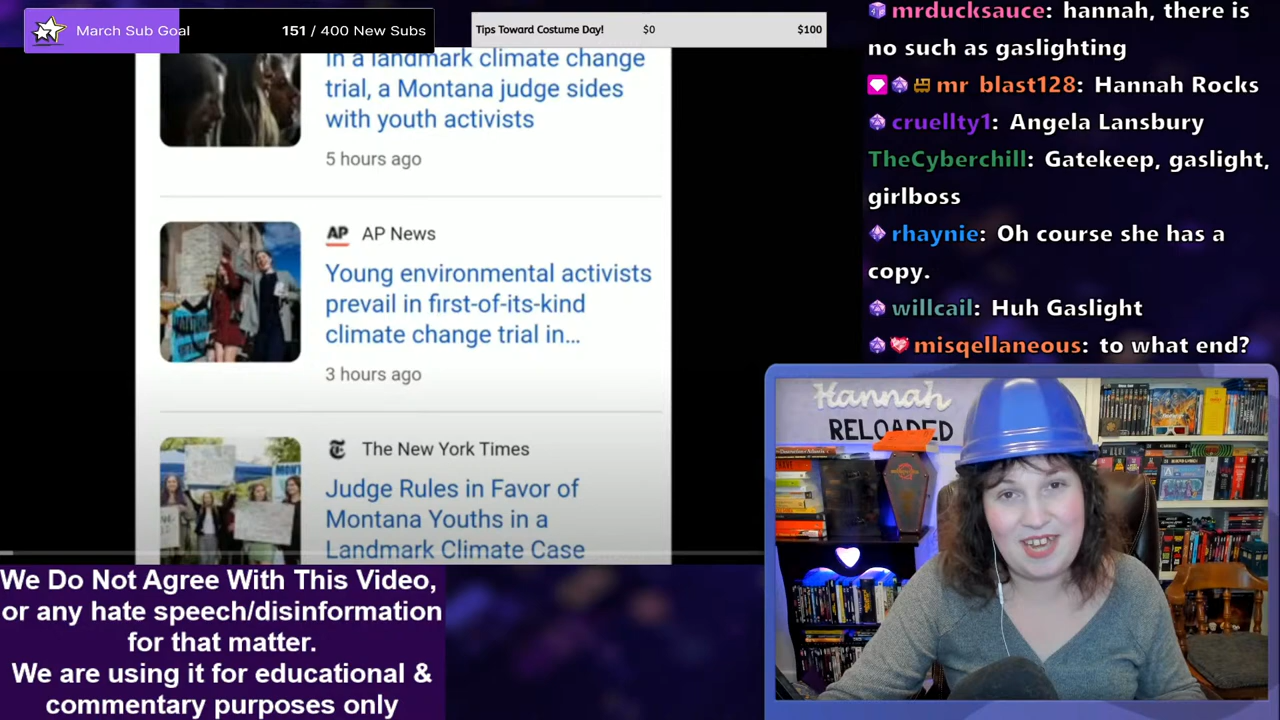 March Sub Goal
151 / 400 New Subs
Tips Toward Costume Day!
$0
$100
In a landmark climate change
trial, a Montana judge sides
with youth activists
5 hours ago
AP
AP News
Young environmental activists
prevail in first-of-its-kind
climate change trial in...
3 hours ago
The New York Times
Judge Rules in Favor of
Montana Youths in a
Landmark Climate Case
We Do Not Agree With This Video,
or any hate speech/disinformation
for that matter.
We are using it for educational &
commentary purposes only
mrducksauce: hannah, there is
no such as gaslighting
mr_blast128: Hannah Rocks
cruellty1: Angela Lansbury
TheCyberchill: Gatekeep, gaslight,
girlboss
rhaynie: Oh course she has a
copy.
willcail: Huh Gaslight
misqellaneous: to what end?
Hannah
RELOADED